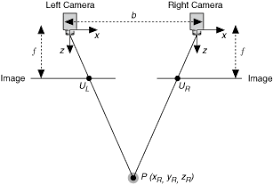 Left Camera Right Camera
b
x x
f z z f
Image Image
U_L U_R
P (x_R, y_R, z_R)